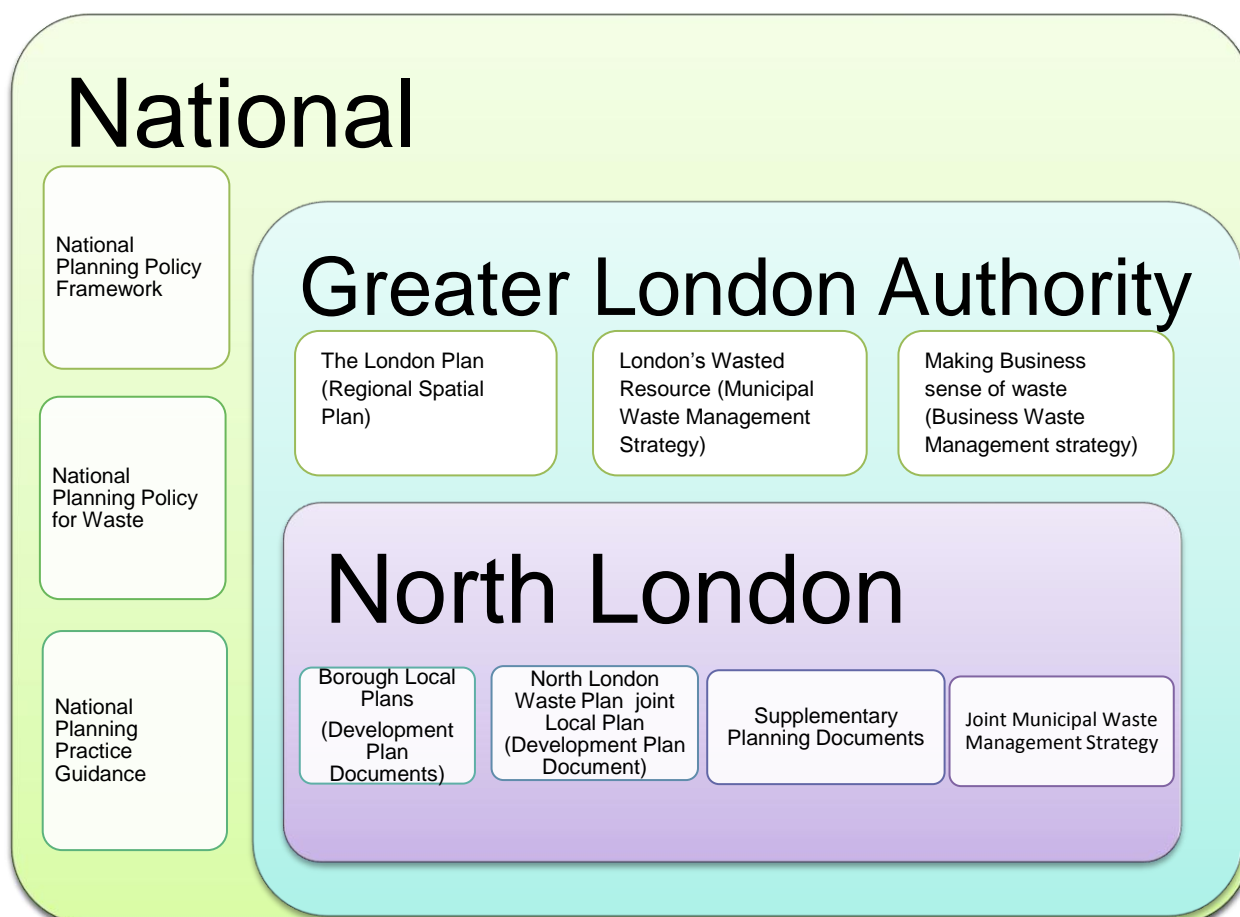 National
National
Planning Policy
Framework
National
Planning Policy
for Waste
National
Planning
Practice
Guidance
Greater London Authority
The London Plan
(Regional Spatial
Plan)
London’s Wasted
Resource (Municipal
Waste Management
Strategy)
Making Business
sense of waste
(Business Waste
Management strategy)
North London
Borough Local
Plans
(Development
Plan
Documents)
North London
Waste Plan  joint
Local Plan
(Development Plan
Document)
Supplementary
Planning Documents
Joint Municipal Waste
Management Strategy